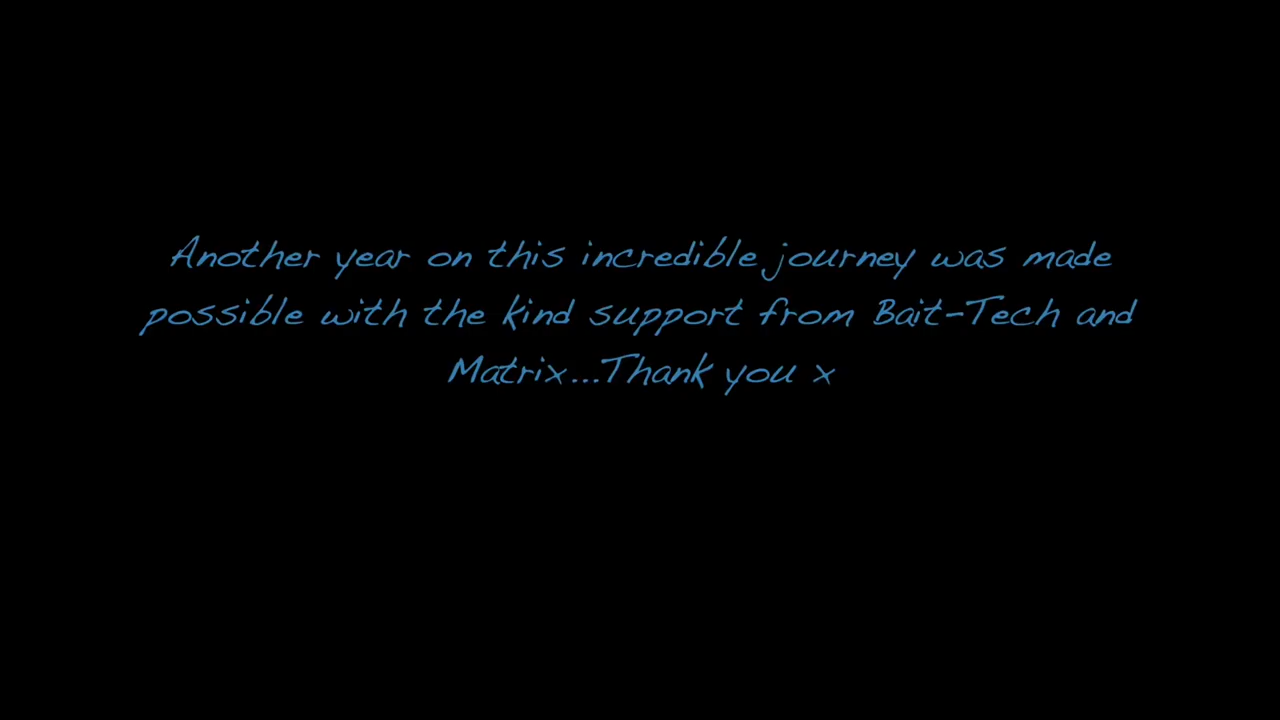 Another year on this incredible journey was made
possible with the kind support from Bait-Tech and
Matrix...Thank you x